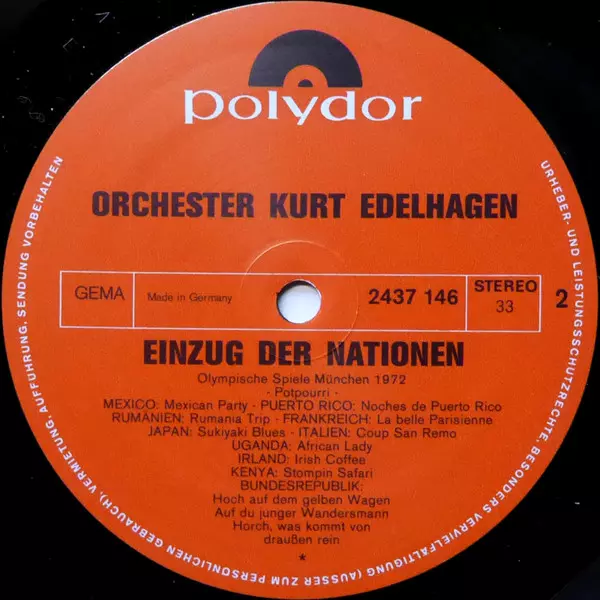 polydor
ORCHESTER KURT EDELHAGEN
GEMA
Made in Germany
2437 146
STEREO
33
2
EINZUG DER NATIONEN
Olympische Spiele München 1972
- Potpourri -
MEXICO: Mexican Party - PUERTO RICO: Noches de Puerto Rico
RUMÄNIEN: Rumania Trip - FRANKREICH: La belle Parisienne
JAPAN: Sukiyaki Blues - ITALIEN: Coup San Remo
UGANDA: African Lady
IRLAND: Irish Coffee
KENYA: Stompin Safari
BUNDESREPUBLIK:
Hoch auf dem gelben Wagen
Auf du junger Wandersmann
Horch, was kommt von
draußen rein
*
URHEBER- UND LEISTUNGSSCHUTZRECHTE, BESONDERS VERVIELFÄLTIGUNG (AUSSER ZUM PERSÖNLICHEN GEBRAUCH), VERMIETUNG, AUFFÜHRUNG, SENDUNG VORBEHALTEN